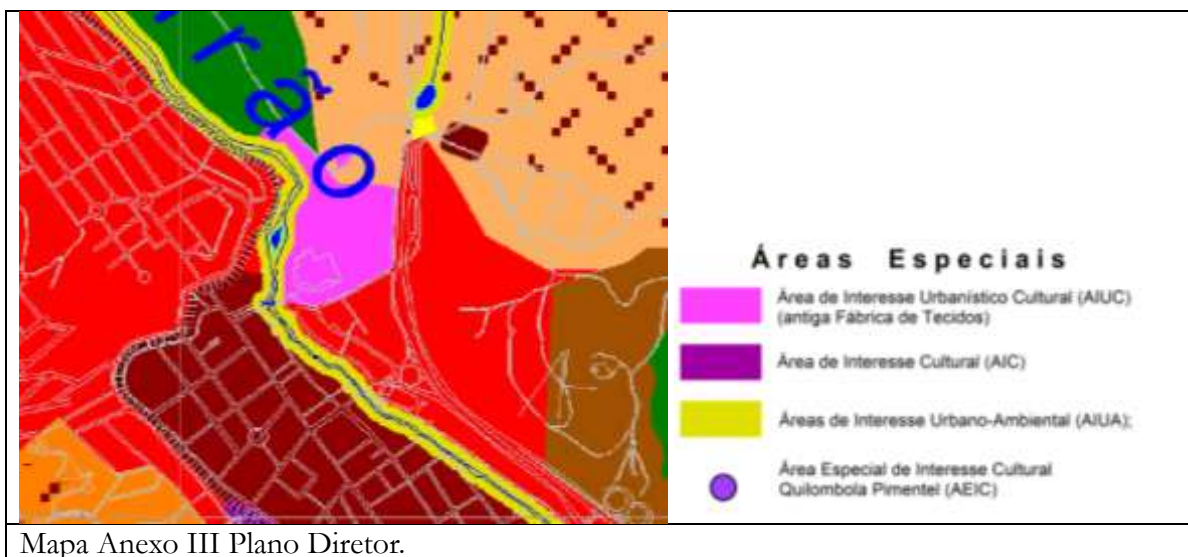 rrão
Áreas Especiais
Área de Interesse Urbanístico Cultural (AIUC)
(antiga Fábrica de Tecidos)
Área de Interesse Cultural (AIC)
Áreas de Interesse Urbano-Ambiental (AIUA);
Área Especial de Interesse Cultural
Quilombola Pimentel (AEIC)
Mapa Anexo III Plano Diretor.